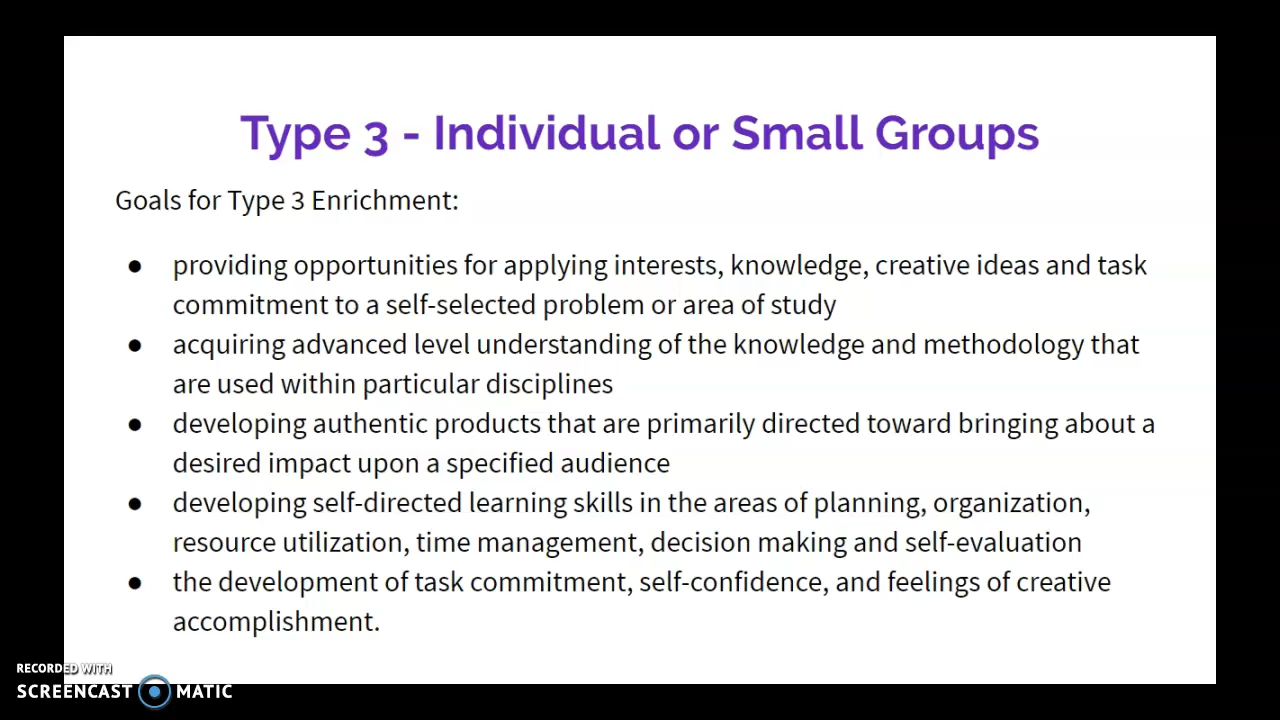 Type 3 - Individual or Small Groups
Goals for Type 3 Enrichment:
● providing opportunities for applying interests, knowledge, creative ideas and task
commitment to a self-selected problem or area of study
● acquiring advanced level understanding of the knowledge and methodology that
are used within particular disciplines
● developing authentic products that are primarily directed toward bringing about a
desired impact upon a specified audience
● developing self-directed learning skills in the areas of planning, organization,
resource utilization, time management, decision making and self-evaluation
● the development of task commitment, self-confidence, and feelings of creative
accomplishment.
RECORDED WITH
SCREENCAST MATIC